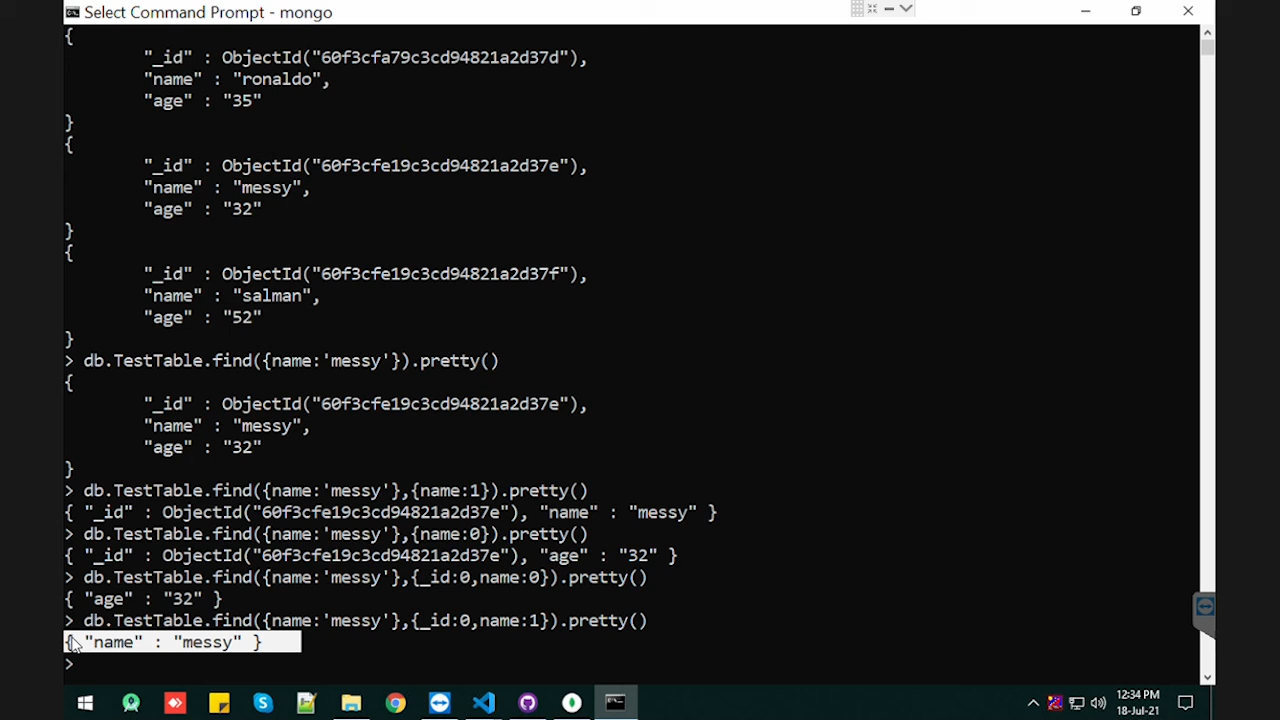 Select Command Prompt - mongo
{
"_id" : ObjectId("60f3cfa79c3cd94821a2d37d"),
"name" : "ronaldo",
"age" : "35"
}
{
"_id" : ObjectId("60f3cfe19c3cd94821a2d37e"),
"name" : "messy",
"age" : "32"
}
{
"_id" : ObjectId("60f3cfe19c3cd94821a2d37f"),
"name" : "salman",
"age" : "52"
}
> db.TestTable.find({name:'messy'}).pretty()
{
"_id" : ObjectId("60f3cfe19c3cd94821a2d37e"),
"name" : "messy",
"age" : "32"
}
> db.TestTable.find({name:'messy'},{name:1}).pretty()
{ "_id" : ObjectId("60f3cfe19c3cd94821a2d37e"), "name" : "messy" }
> db.TestTable.find({name:'messy'},{name:0}).pretty()
{ "_id" : ObjectId("60f3cfe19c3cd94821a2d37e"), "age" : "32" }
> db.TestTable.find({name:'messy'},{_id:0,name:0}).pretty()
{ "age" : "32" }
> db.TestTable.find({name:'messy'},{_id:0,name:1}).pretty()
{ "name" : "messy" }
>
12:34 PM
18-Jul-21